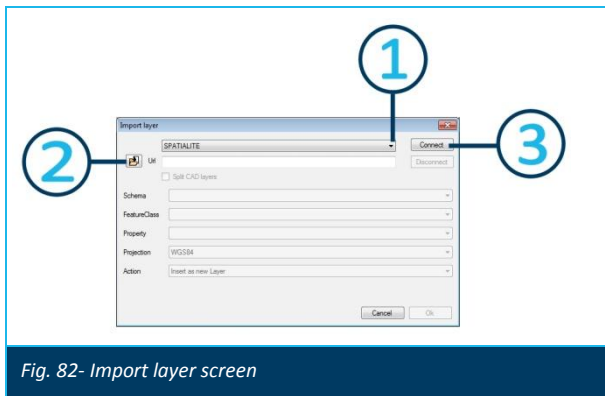 1
Import layer
SPATIALITE
Connect
2
Url
Disconnect
3
Split CAD layers
Schema
FeatureClass
Property
Projection WGS84
Action Insert as new Layer
Cancel Ok
Fig. 82- Import layer screen